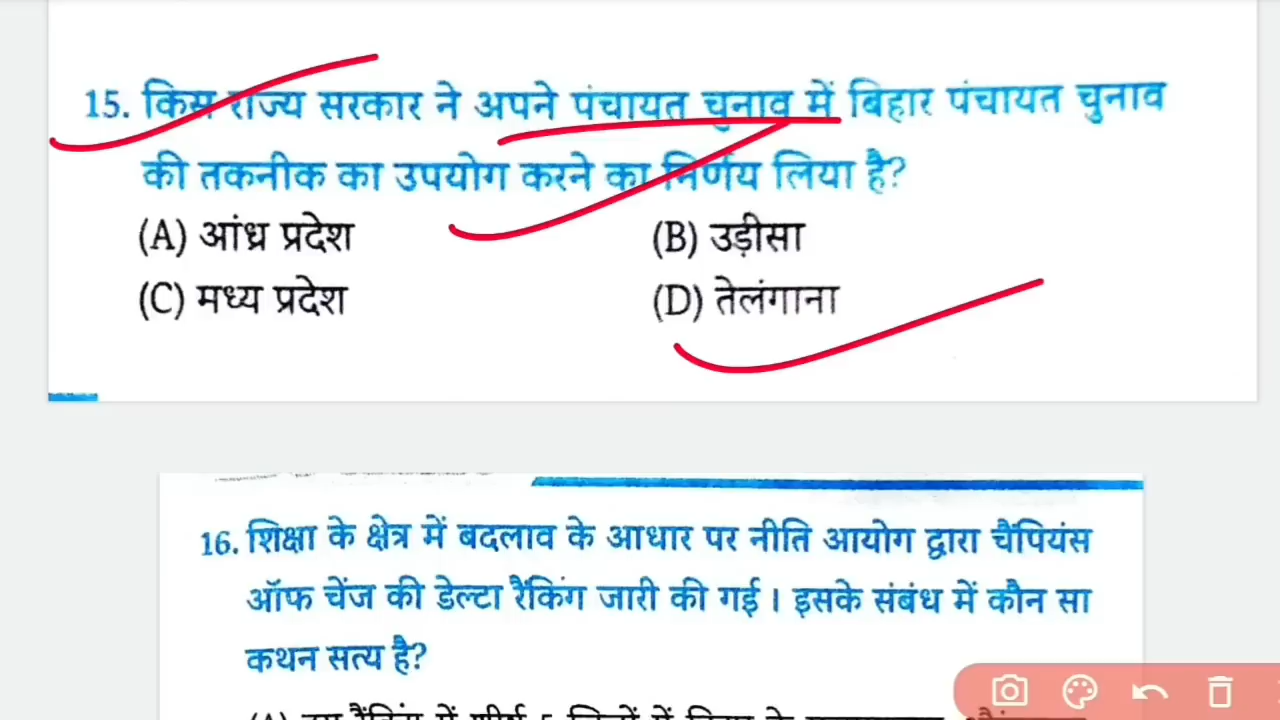 15. किस राज्य सरकार ने अपने पंचायत चुनाव में बिहार पंचायत चुनाव
की तकनीक का उपयोग करने का निर्णय लिया है?
(A) आंध्र प्रदेश (B) उड़ीसा
(C) मध्य प्रदेश (D) तेलंगाना
16. शिक्षा के क्षेत्र में बदलाव के आधार पर नीति आयोग द्वारा चैंपियंस
ऑफ चेंज की डेल्टा रैंकिंग जारी की गई । इसके संबंध में कौन सा
कथन सत्य है?